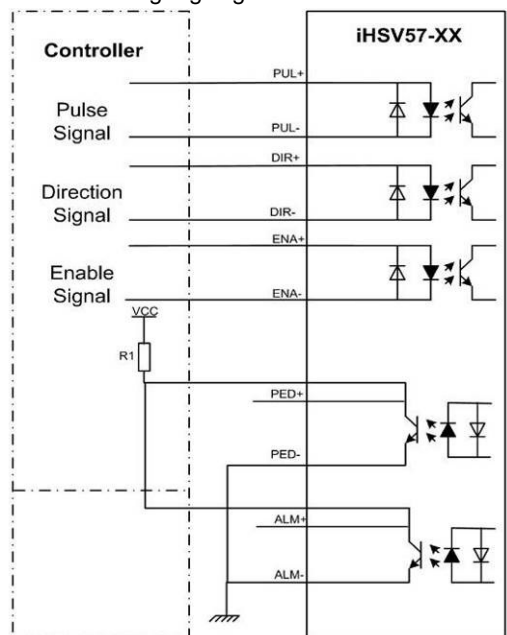 iHSV57-XX
Controller
PUL+
Pulse
Signal
PUL-
DIR+
Direction
Signal
DIR-
ENA+
Enable
Signal
ENA-
VCC
R1
PED+
PED-
ALM+
ALM-